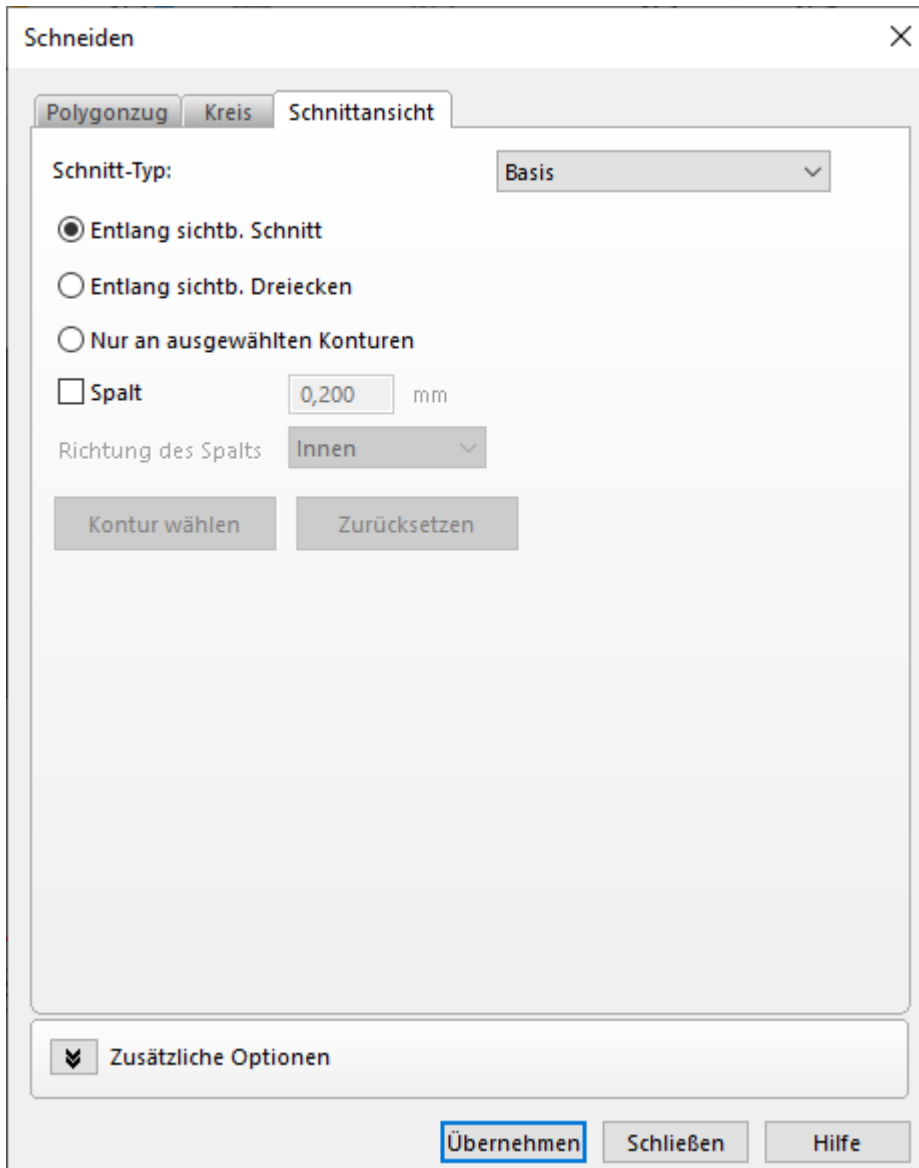 Schneiden
Polygonzug Kreis Schnittansicht
Schnitt-Typ: Basis
Entlang sichtb. Schnitt
Entlang sichtb. Dreiecken
Nur an ausgewählten Konturen
Spalt 0,200 mm
Richtung des Spalts Innen
Kontur wählen Zurücksetzen
Zusätzliche Optionen
Übernehmen Schließen Hilfe